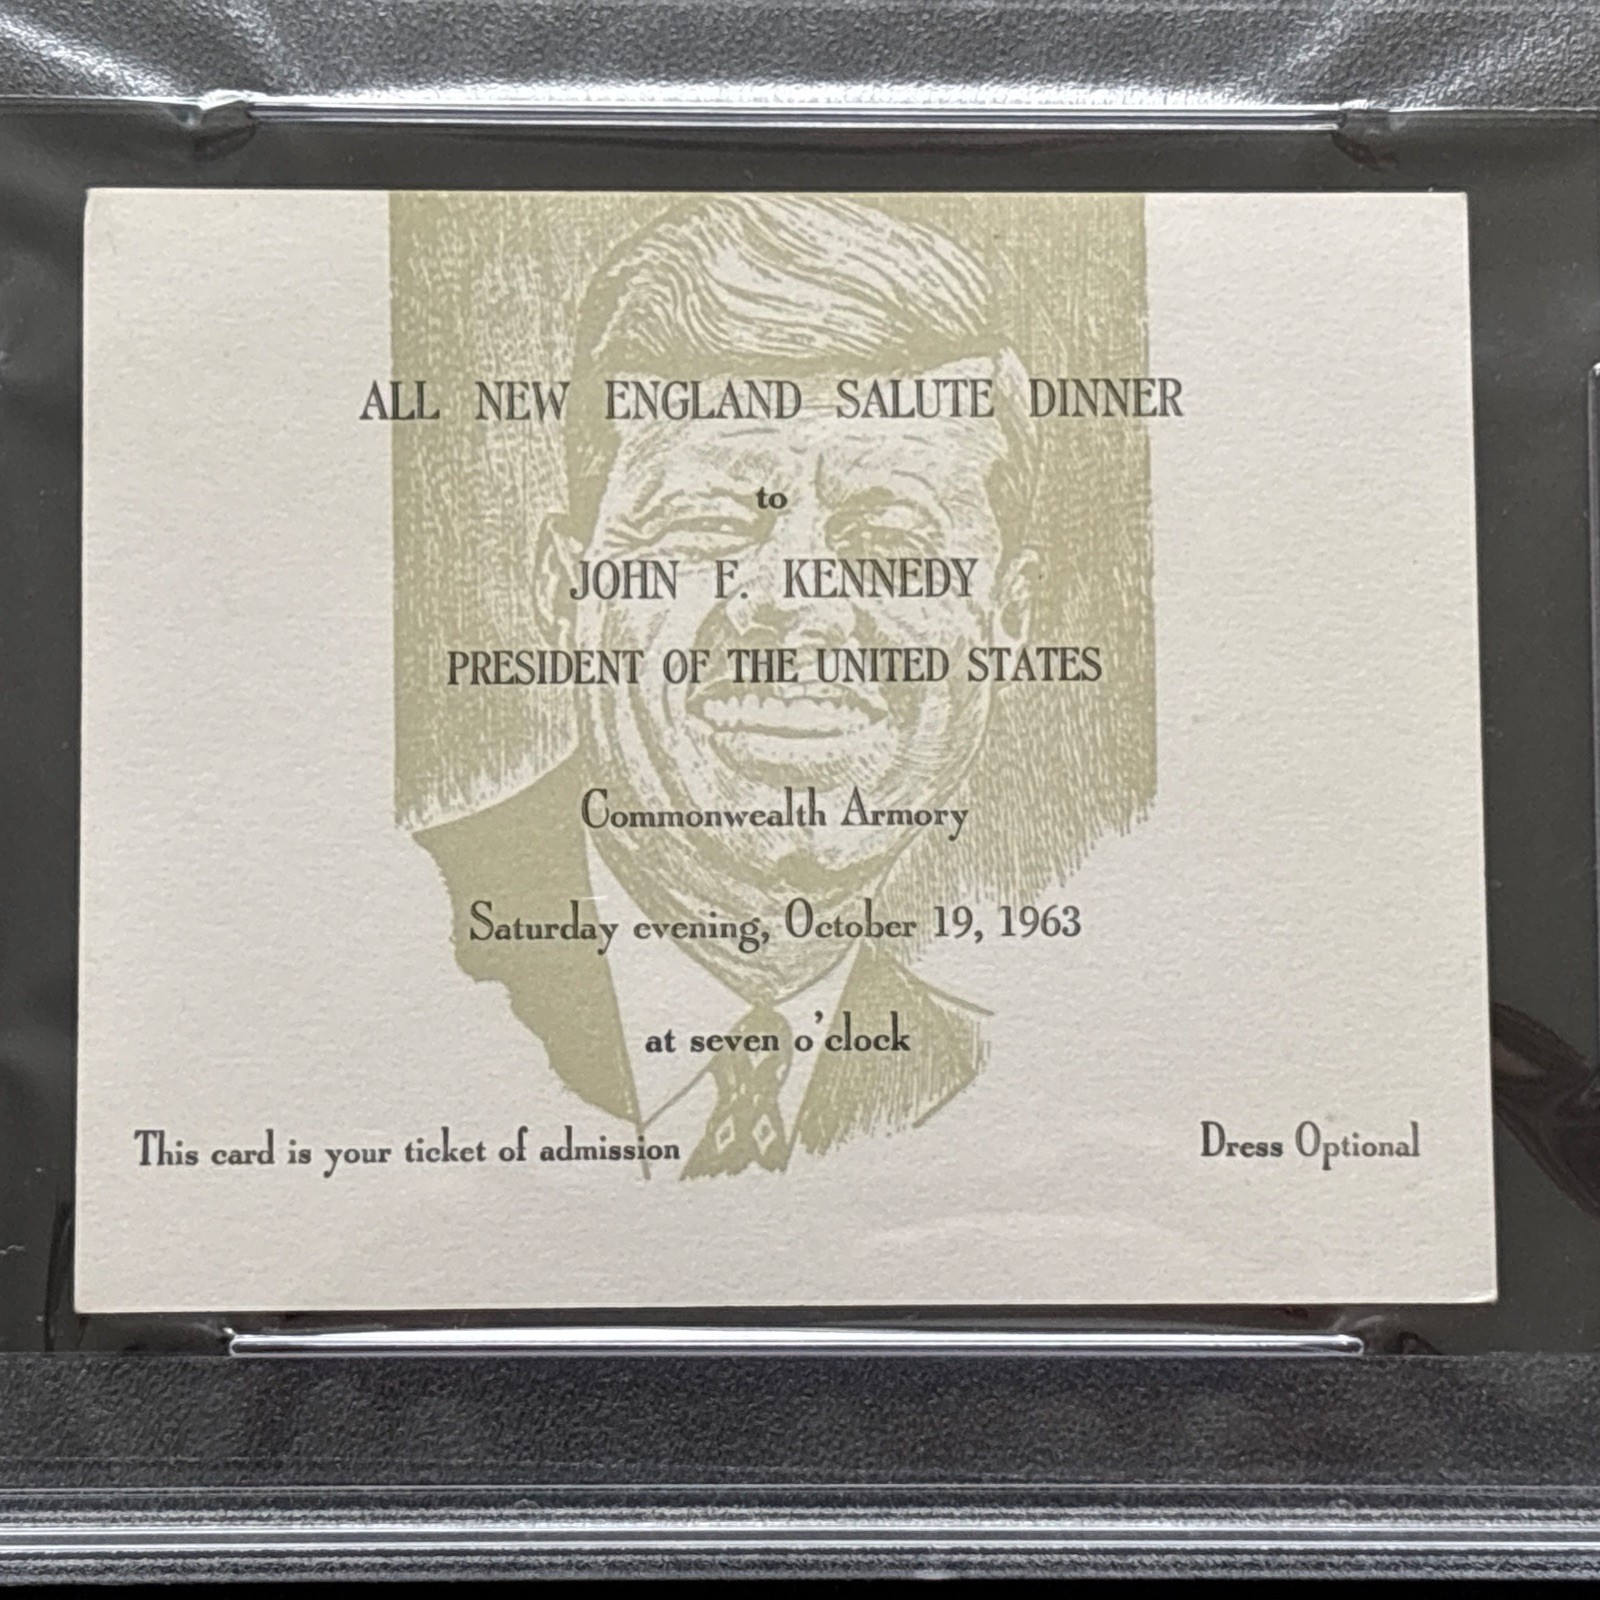 ALL NEW ENGLAND SALUTE DINNER
to
JOHN F. KENNEDY
PRESIDENT OF THE UNITED STATES
Commonwealth Armory
Saturday evening, October 19, 1963
at seven o'clock
This card is your ticket of admission
Dress Optional